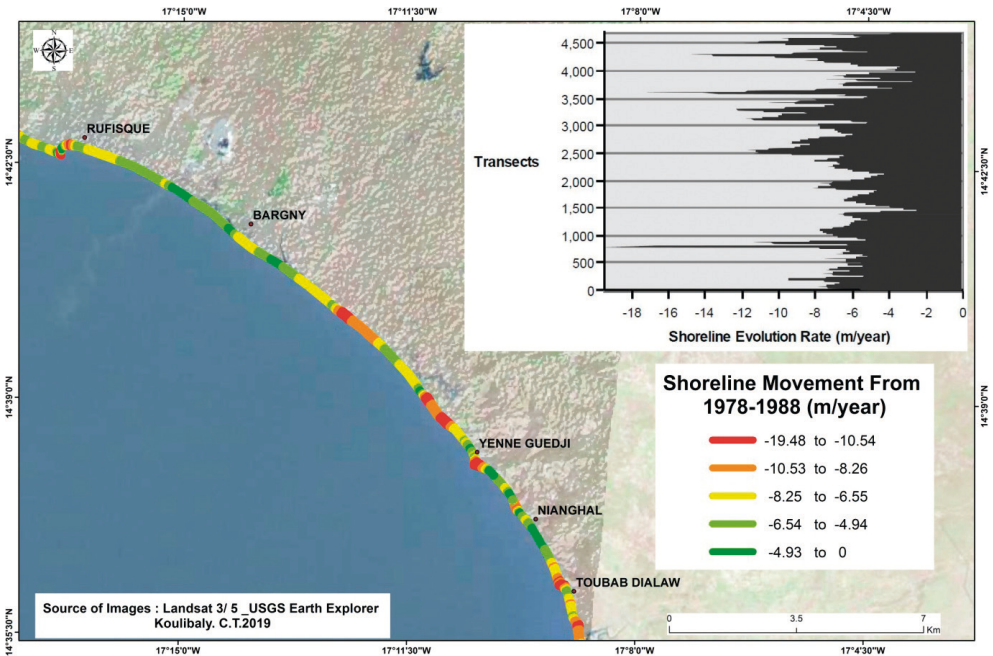 17°15'0"W 17°11'30"W 17°8'0"W 17°4'30"W
N
W E
S
4,500
4,000
3,500
3,000
2,500
2,000
1,500
1,000
500
0
Transects
-18 -16 -14 -12 -10 -8 -6 -4 -2 0
Shoreline Evolution Rate (m/year)
RUFISQUE
14°42'30"N
14°42'30"N
BARGNY
Shoreline Movement From
1978-1988 (m/year)
-19.48 to -10.54
-10.53 to -8.26
-8.25 to -6.55
-6.54 to -4.94
-4.93 to 0
14°39'0"N
14°39'0"N
YENNE GUEDJI
NIANGHAL
TOUBAB DIALAW
Source of Images : Landsat 3/ 5 _USGS Earth Explorer
Koulibaly. C.T.2019
0 3.5 7
Km
14°35'30"N
14°35'30"N
17°15'0"W 17°11'30"W 17°8'0"W 17°4'30"W